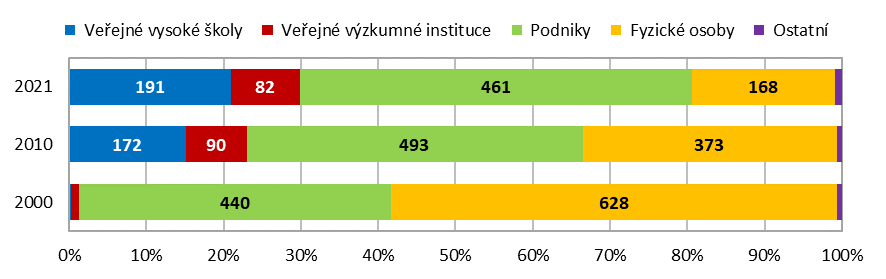 Veřejné vysoké školy Veřejné výzkumné instituce Podniky Fyzické osoby Ostatní
2021 191 82 461 168
2010 172 90 493 373
2000 440 628
0% 10% 20% 30% 40% 50% 60% 70% 80% 90% 100%